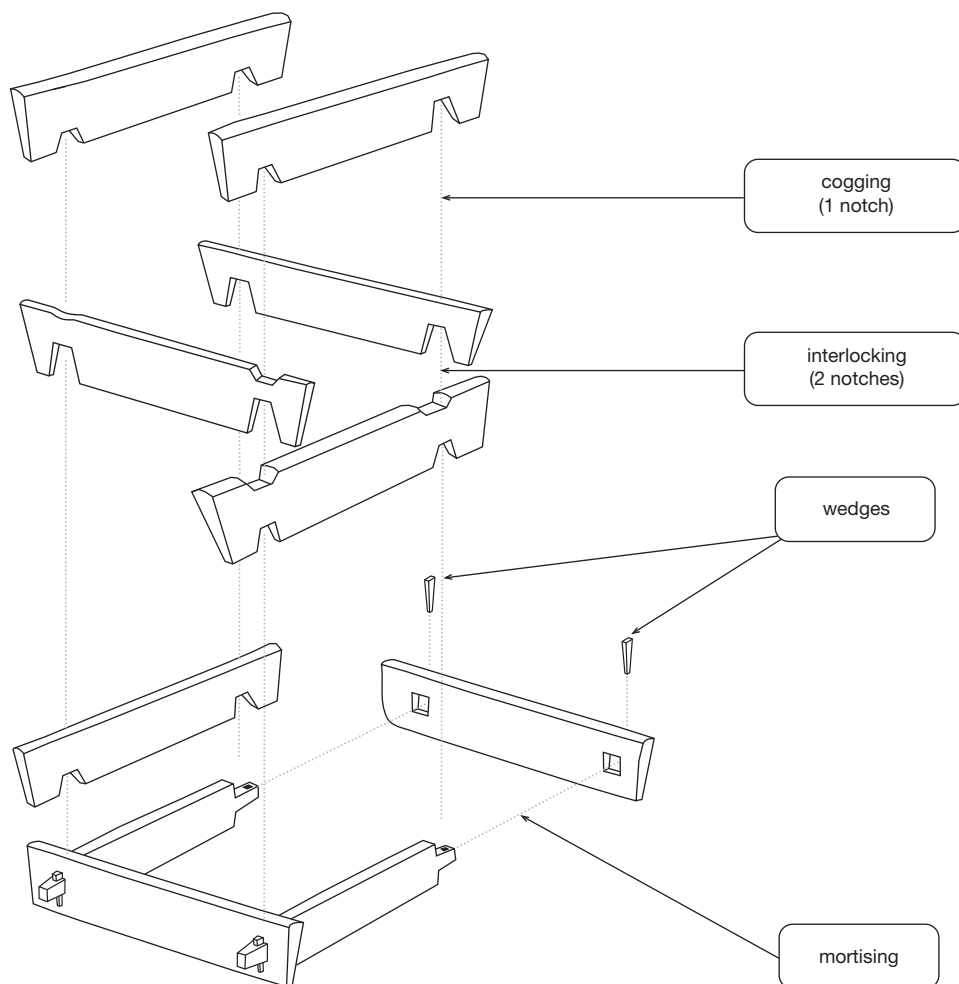 cogging
(1 notch)
interlocking
(2 notches)
wedges
mortising